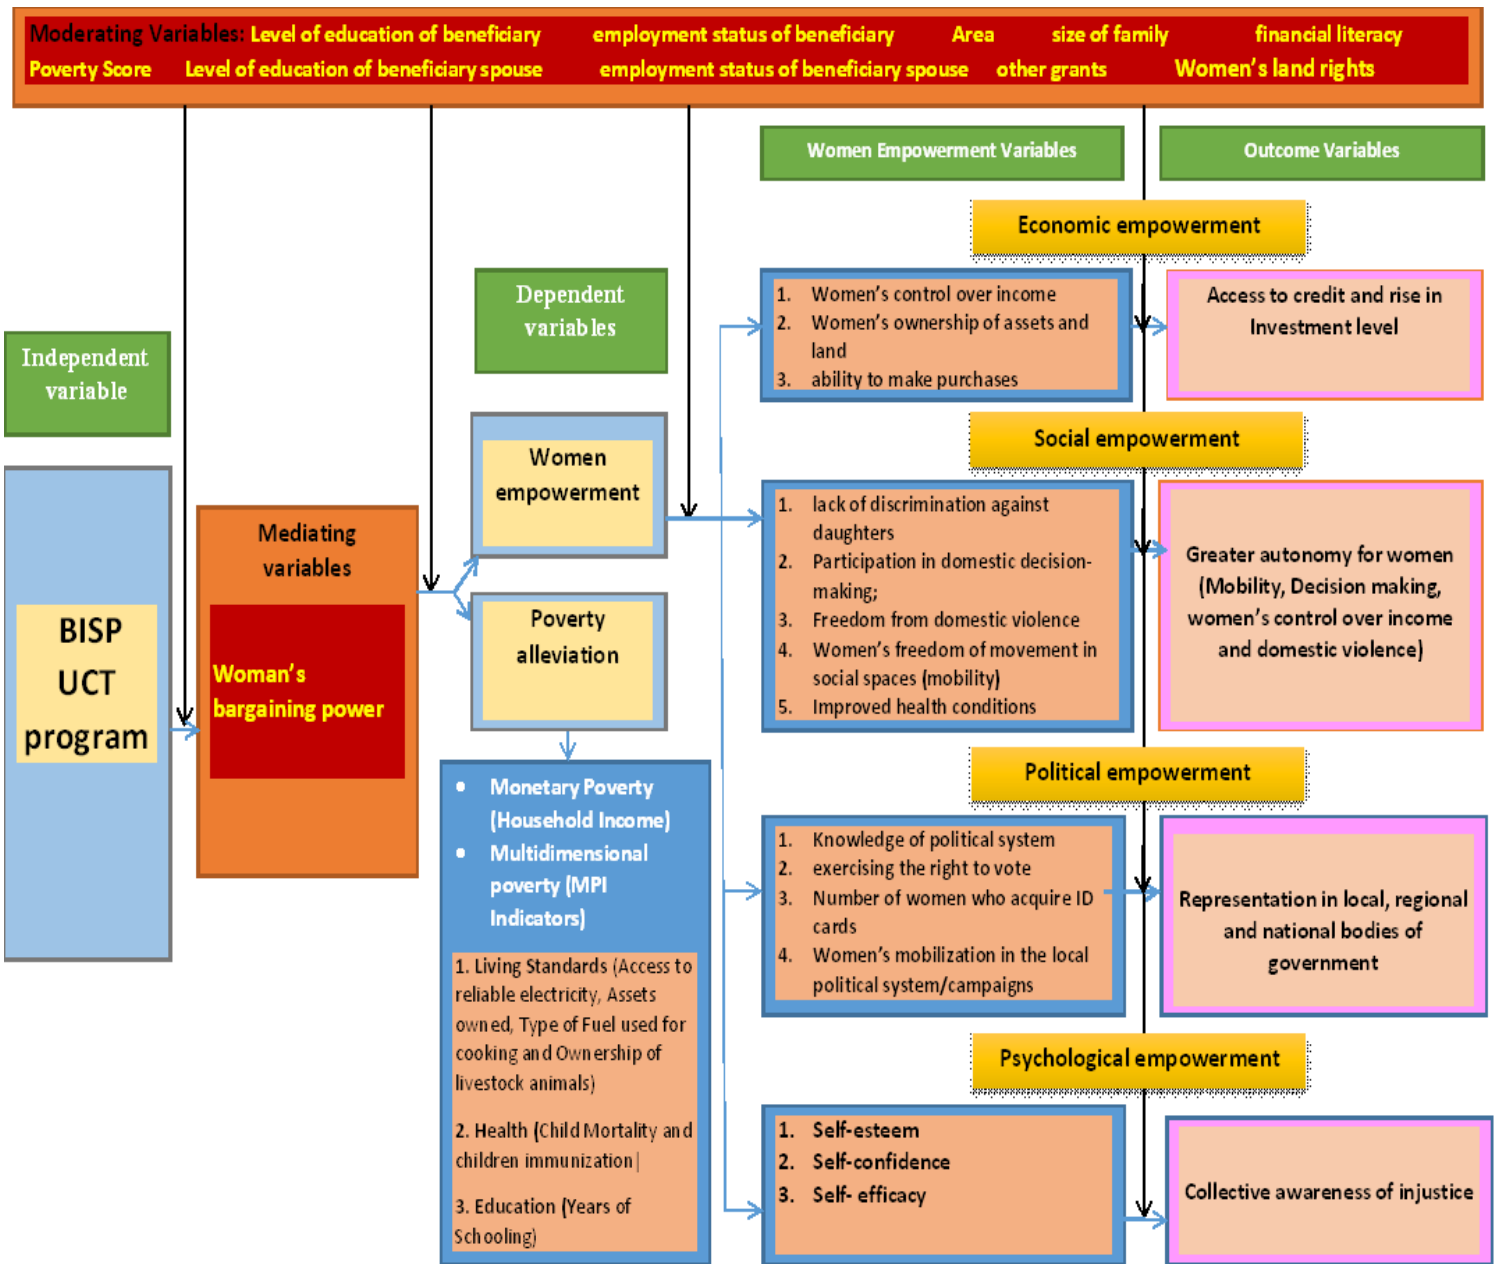 Moderating Variables: Level of education of beneficiary employment status of beneficiary Area size of family financial literacy
Poverty Score Level of education of beneficiary spouse employment status of beneficiary spouse other grants Women's land rights
Women Empowerment Variables
Outcome Variables
Economic empowerment
1. Women's control over income
2. Women's ownership of assets and
land
3. ability to make purchases
Access to credit and rise in
Investment level
Dependent
variables
Independent
variable
Social empowerment
Women
empowerment
1. lack of discrimination against
daughters
2. Participation in domestic decision-
making;
3. Freedom from domestic violence
4. Women's freedom of movement in
social spaces (mobility)
5. Improved health conditions
Greater autonomy for women
(Mobility, Decision making,
women's control over income
and domestic violence)
Mediating
variables
BISP
UCT
program
Woman's
bargaining power
Poverty
alleviation
Political empowerment
• Monetary Poverty
(Household Income)
• Multidimensional
poverty (MPI
Indicators)
1. Living Standards (Access to
reliable electricity, Assets
owned, Type of Fuel used for
cooking and Ownership of
livestock animals)
2. Health (Child Mortality and
children immunization|
3. Education (Years of
Schooling)
1. Knowledge of political system
2. exercising the right to vote
3. Number of women who acquire ID
cards
4. Women's mobilization in the local
political system/campaigns
Representation in local, regional
and national bodies of
government
Psychological empowerment
1. Self-esteem
2. Self-confidence
3. Self- efficacy
Collective awareness of injustice